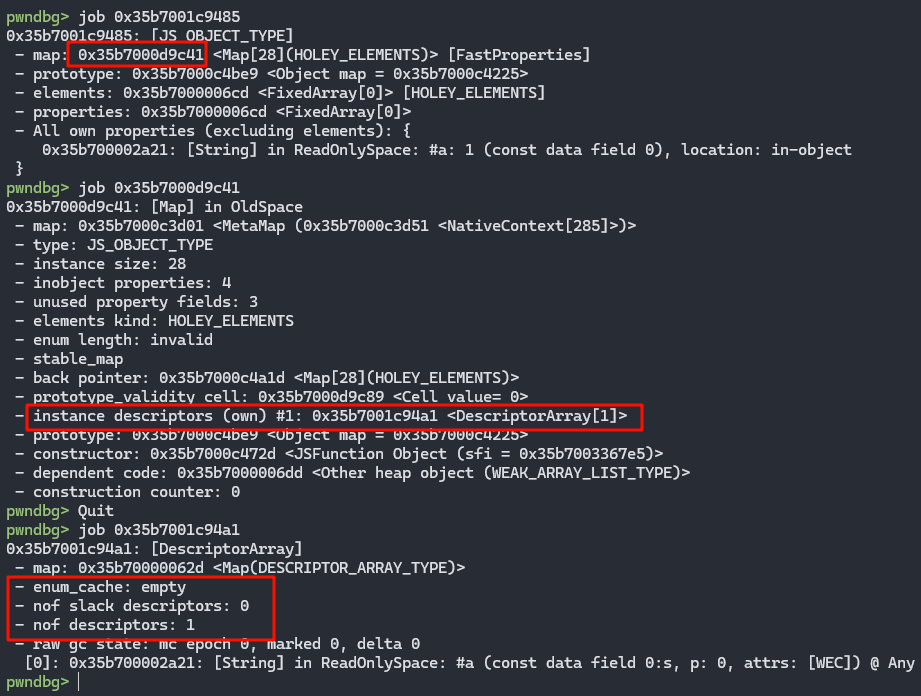 pwndbg> job 0x35b7001c9485
0x35b7001c9485: [JS_OBJECT_TYPE]
 - map: 0x35b7000d9c41 <Map[28](HOLEY_ELEMENTS)> [FastProperties]
 - prototype: 0x35b7000c4be9 <Object map = 0x35b7000c4225>
 - elements: 0x35b7000006cd <FixedArray[0]> [HOLEY_ELEMENTS]
 - properties: 0x35b7000006cd <FixedArray[0]>
 - All own properties (excluding elements): {
    0x35b700002a21: [String] in ReadOnlySpace: #a: 1 (const data field 0), location: in-object
 }
pwndbg> job 0x35b7000d9c41
0x35b7000d9c41: [Map] in OldSpace
 - map: 0x35b7000c3d01 <MetaMap (0x35b7000c3d51 <NativeContext[285]>)>
 - type: JS_OBJECT_TYPE
 - instance size: 28
 - inobject properties: 4
 - unused property fields: 3
 - elements kind: HOLEY_ELEMENTS
 - enum length: invalid
 - stable_map
 - back pointer: 0x35b7000c4a1d <Map[28](HOLEY_ELEMENTS)>
 - prototype_validity cell: 0x35b7000d9c89 <Cell value= 0>
 - instance descriptors (own) #1: 0x35b7001c94a1 <DescriptorArray[1]>
 - prototype: 0x35b7000c4be9 <Object map = 0x35b7000c4225>
 - constructor: 0x35b7000c472d <JSFunction Object (sfi = 0x35b7003367e5)>
 - dependent code: 0x35b7000006dd <Other heap object (WEAK_ARRAY_LIST_TYPE)>
 - construction counter: 0
pwndbg> Quit
pwndbg> job 0x35b7001c94a1
0x35b7001c94a1: [DescriptorArray]
 - map: 0x35b70000062d <Map(DESCRIPTOR_ARRAY_TYPE)>
 - enum_cache: empty
 - nof slack descriptors: 0
 - nof descriptors: 1
 - raw gc state: mc epoch 0, marked 0, delta 0
  [0]: 0x35b700002a21: [String] in ReadOnlySpace: #a (const data field 0:s, p: 0, attrs: [WEC]) @ Any
pwndbg>